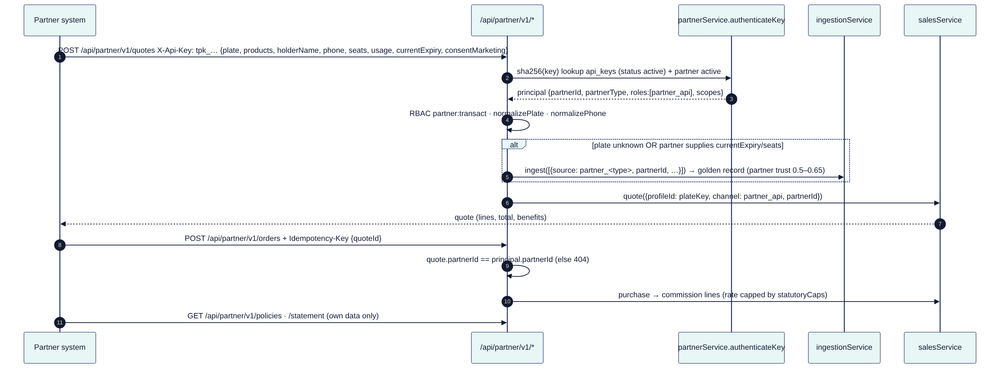 Partner system
/api/partner/v1/*
partnerService.authenticateKey
ingestionService
salesService
POST /api/partner/v1/quotes X-Api-Key: tpk_… {plate, products, holderName, phone, seats, usage, currentExpiry, consentMarketing}
1
sha256(key) lookup api_keys (status active) + partner active
2
principal {partnerId, partnerType, roles:[partner_api], scopes}
3
RBAC partner:transact · normalizePlate · normalizePhone
4
alt
[plate unknown OR partner supplies currentExpiry/seats]
ingest([{source: partner_<type>, partnerId, …}]) → golden record (partner trust 0.5–0.65)
5
quote({profileId: plateKey, channel: partner_api, partnerId})
6
quote (lines, total, benefits)
7
POST /api/partner/v1/orders + Idempotency-Key {quoteId}
8
quote.partnerId == principal.partnerId (else 404)
9
purchase → commission lines (rate capped by statutoryCaps)
10
GET /api/partner/v1/policies · /statement (own data only)
11
Partner system
/api/partner/v1/*
partnerService.authenticateKey
ingestionService
salesService